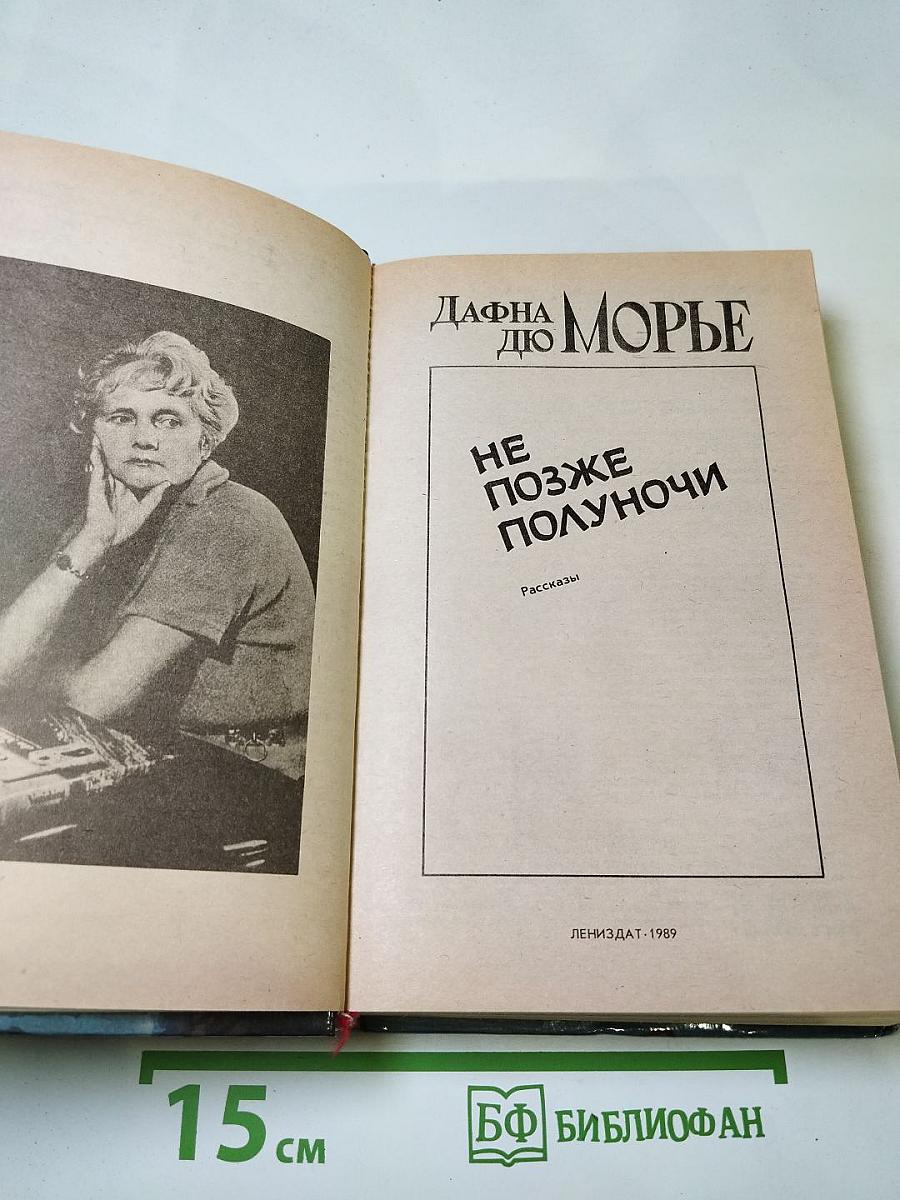 ДАФНА
ДЮ МОРЬЕ
НЕ
ПОЗЖЕ
ПОЛУНОЧИ
Рассказы
ЛЕНИЗДАТ·1989
15 см
БФ БИБЛИОФАН